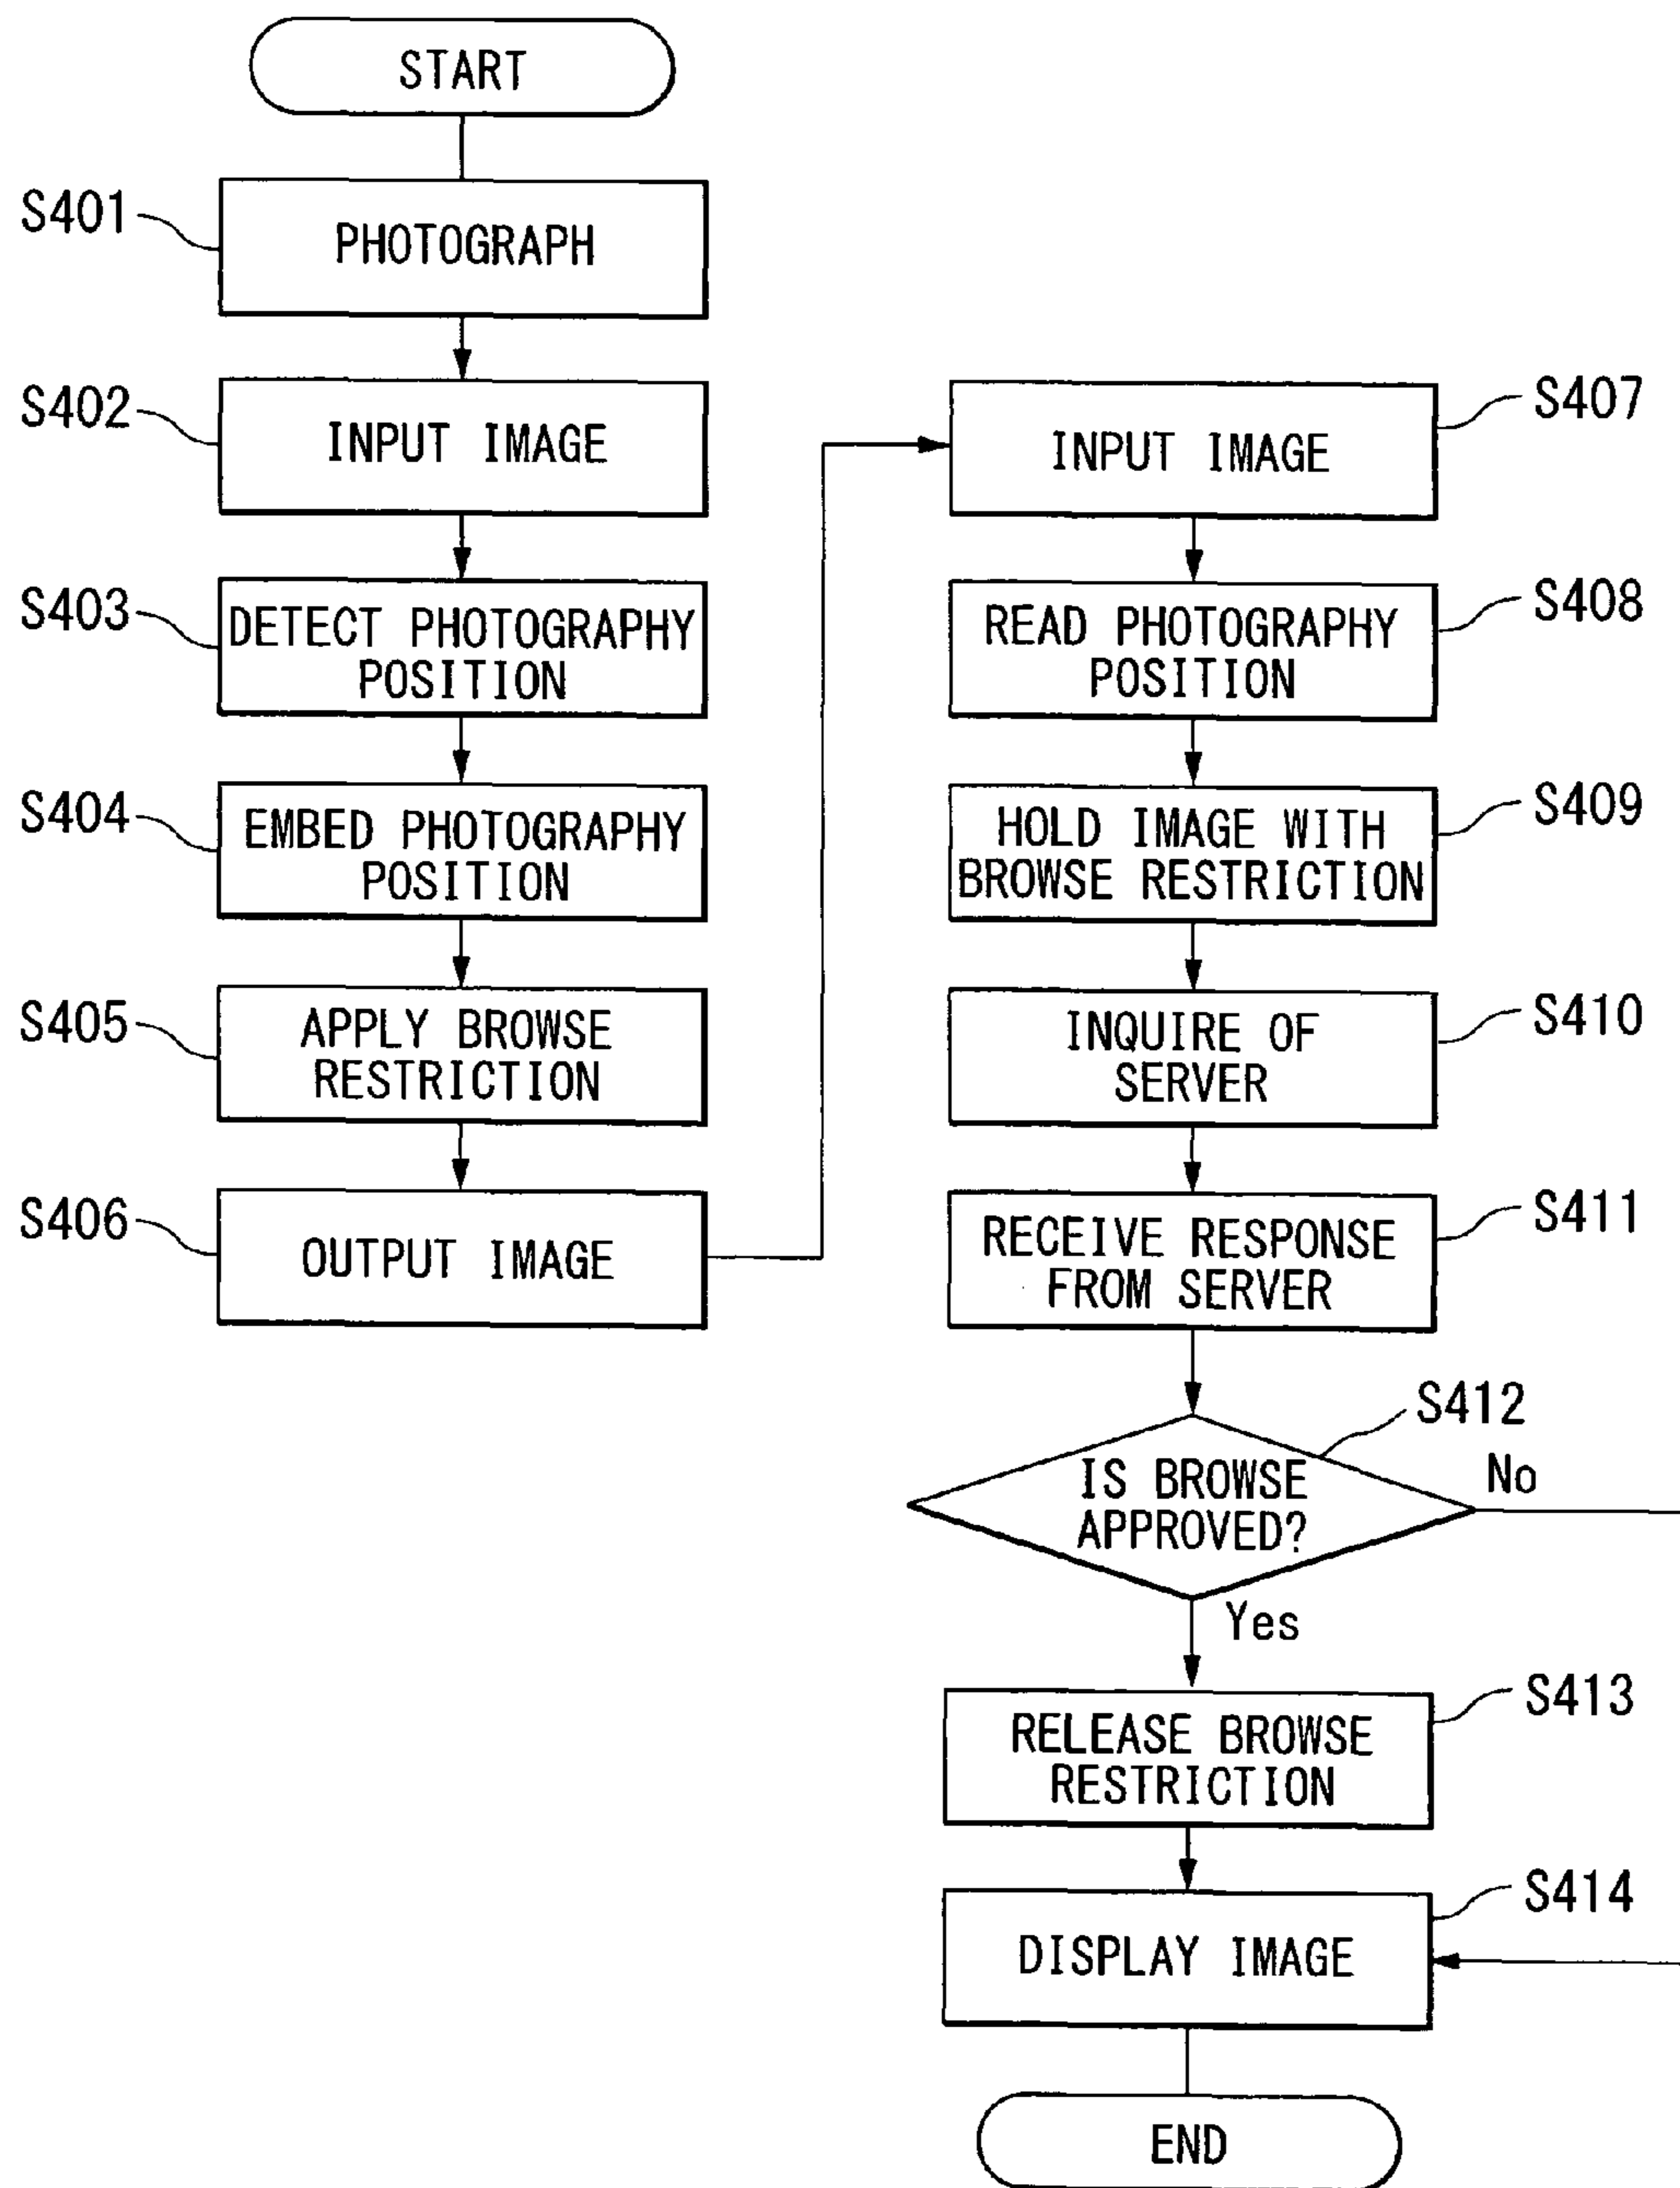 START
S401
PHOTOGRAPH
S402
INPUT IMAGE
S403
DETECT PHOTOGRAPHY
POSITION
S404
EMBED PHOTOGRAPHY
POSITION
S405
APPLY BROWSE
RESTRICTION
S406
OUTPUT IMAGE
S407
INPUT IMAGE
S408
READ PHOTOGRAPHY
POSITION
S409
HOLD IMAGE WITH
BROWSE RESTRICTION
S410
INQUIRE OF
SERVER
S411
RECEIVE RESPONSE
FROM SERVER
S412
IS BROWSE
APPROVED?
No
Yes
S413
RELEASE BROWSE
RESTRICTION
S414
DISPLAY IMAGE
END